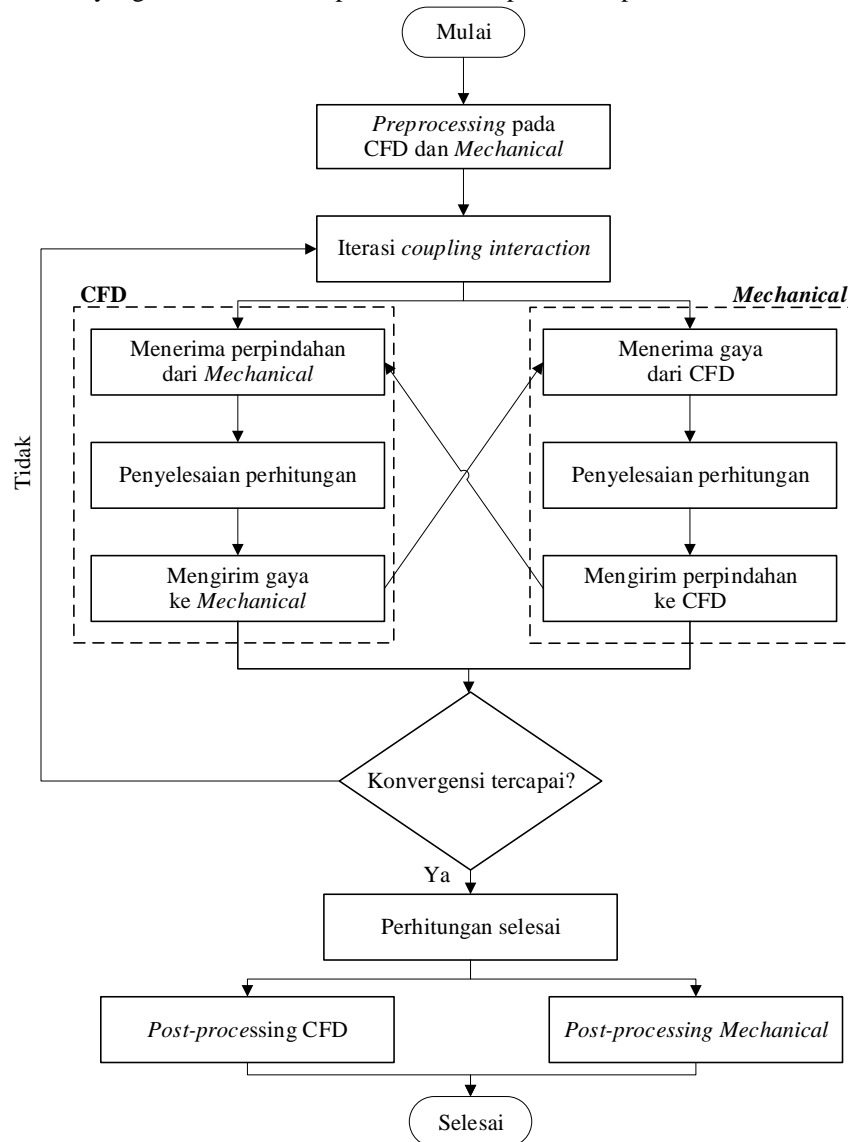 Mulai
Preprocessing pada
CFD dan Mechanical
Iterasi coupling interaction
CFD
Mechanical
Menerima perpindahan
dari Mechanical
Menerima gaya
dari CFD
Tidak
Penyelesaian perhitungan
Penyelesaian perhitungan
Mengirim gaya
ke Mechanical
Mengirim perpindahan
ke CFD
Konvergensi tercapai?
Ya
Perhitungan selesai
Post-processing CFD
Post-processing Mechanical
Selesai